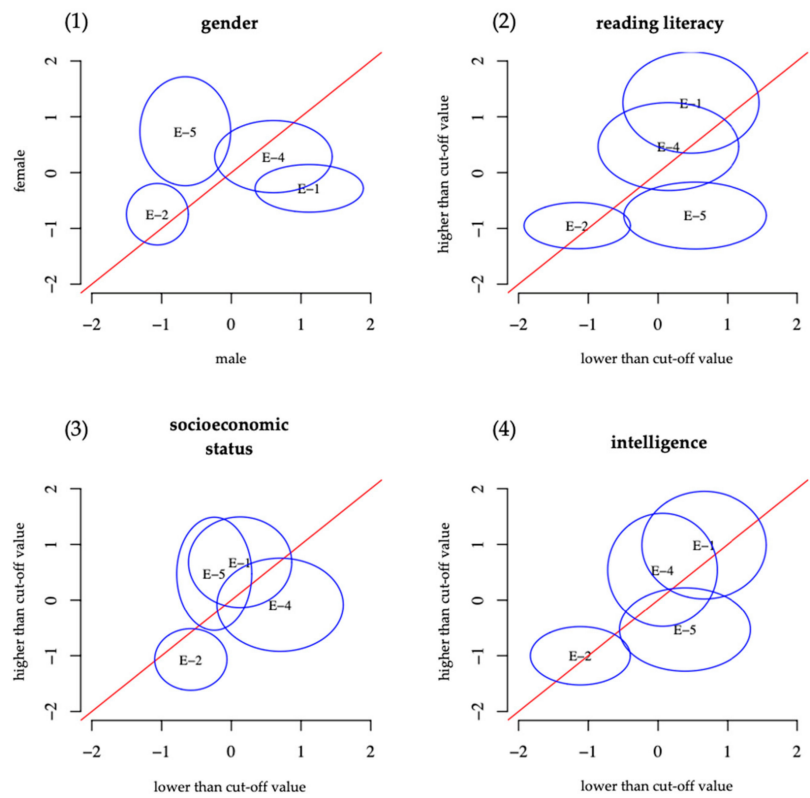 (1)
gender
2
1
0
−1
−2
female
E−5
E−4
E−1
E−2
−2 −1 0 1 2
male
(2)
reading literacy
2
1
0
−1
−2
higher than cut-off value
E−1
E−4
E−5
E−2
−2 −1 0 1 2
lower than cut-off value
(3)
socioeconomic
status
2
1
0
−1
−2
higher than cut-off value
E−1
E−5
E−4
E−2
−2 −1 0 1 2
lower than cut-off value
(4)
intelligence
2
1
0
−1
−2
higher than cut-off value
E−1
E−4
E−5
E−2
−2 −1 0 1 2
lower than cut-off value